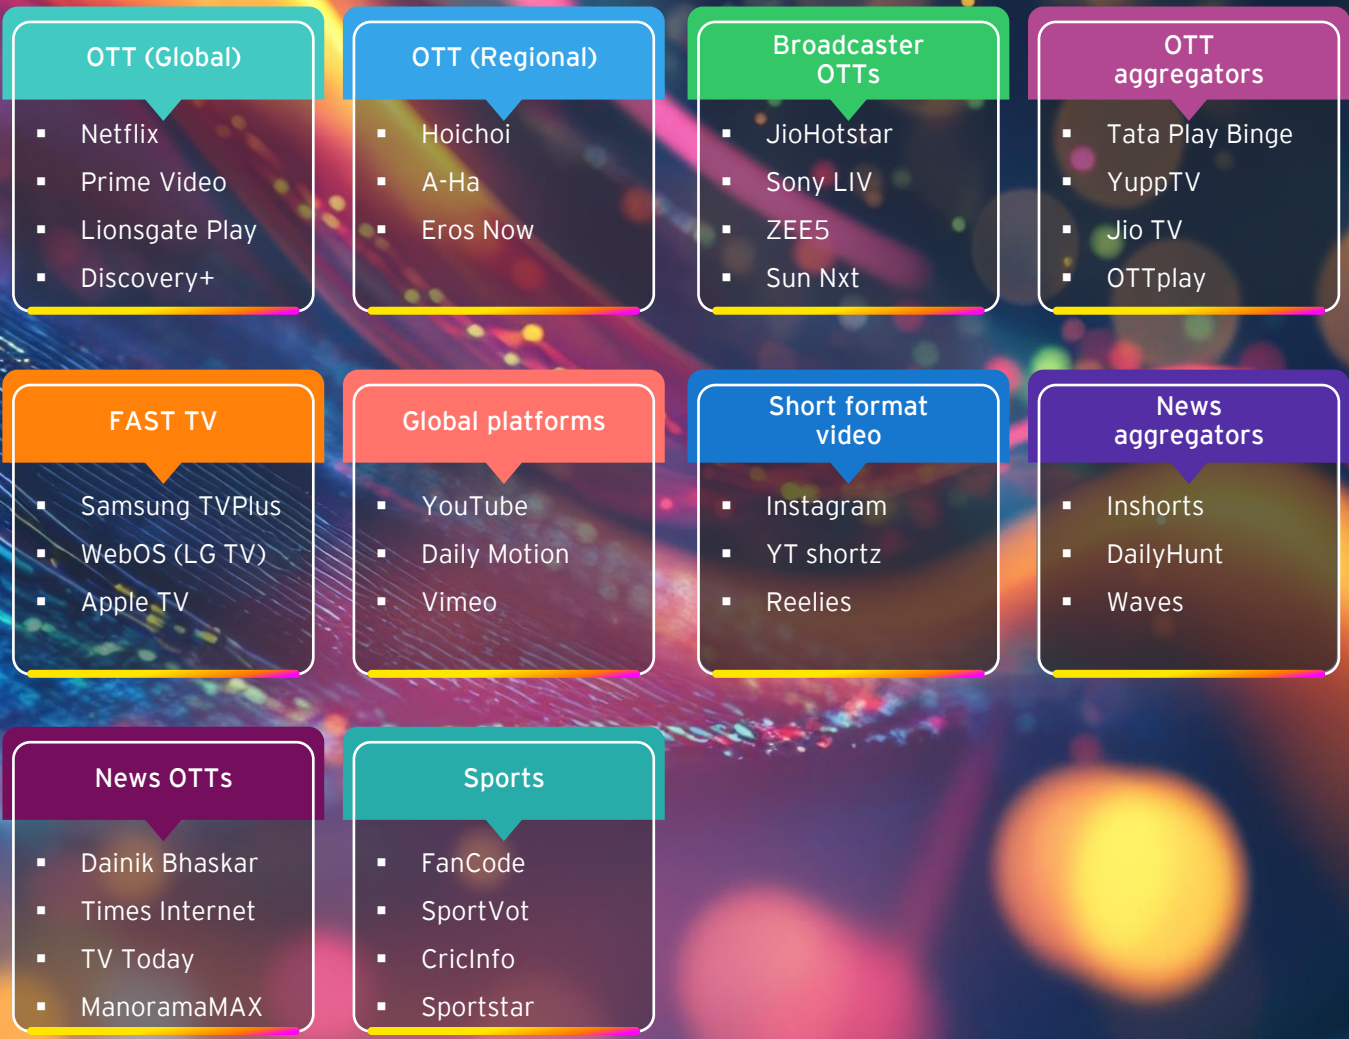 OTT (Global)
Netflix
Prime Video
Lionsgate Play
Discovery+
OTT (Regional)
Hoichoi
A-Ha
Eros Now
Broadcaster
OTTs
JioHotstar
Sony LIV
ZEE5
Sun Nxt
OTT
aggregators
Tata Play Binge
YuppTV
Jio TV
OTTplay
FAST TV
Samsung TVPlus
WebOS (LG TV)
Apple TV
Global platforms
YouTube
Daily Motion
Vimeo
Short format
video
Instagram
YT shortz
Reelies
News
aggregators
Inshorts
DailyHunt
Waves
News OTTs
Dainik Bhaskar
Times Internet
TV Today
ManoramaMAX
Sports
FanCode
SportVot
CricInfo
Sportstar